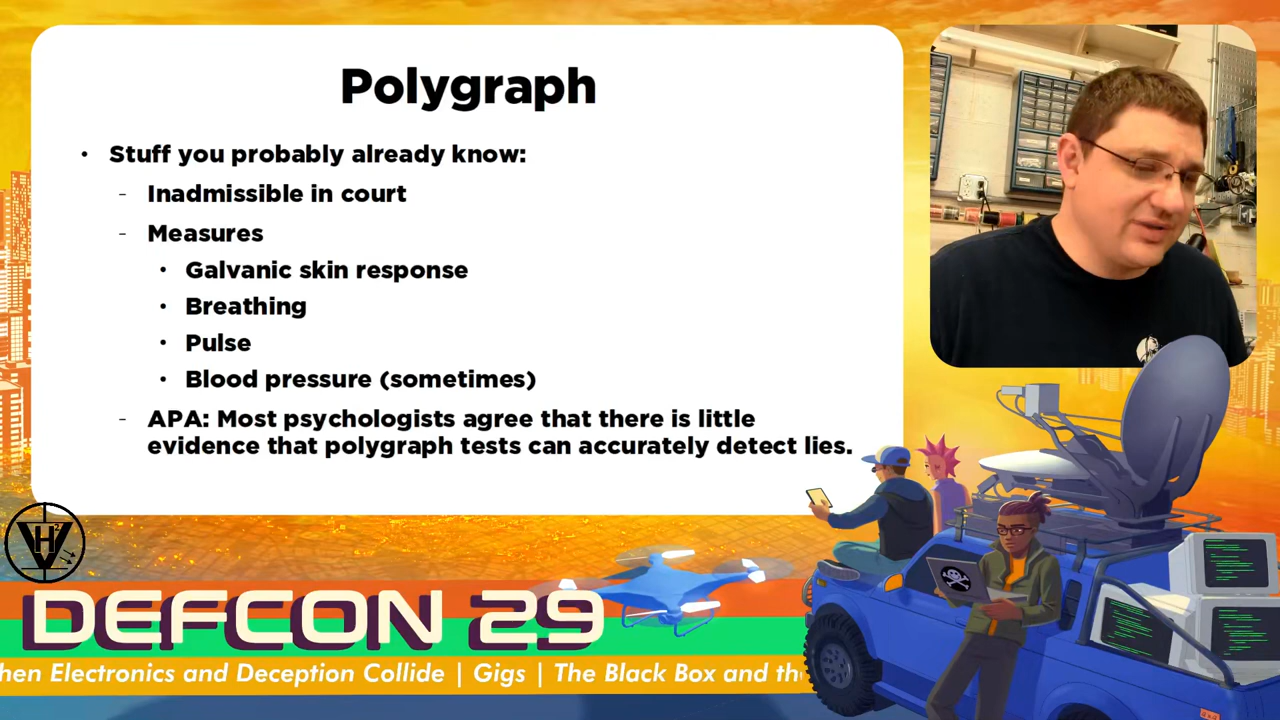 Polygraph
• Stuff you probably already know:
- Inadmissible in court
- Measures
• Galvanic skin response
• Breathing
• Pulse
• Blood pressure (sometimes)
- APA: Most psychologists agree that there is little
evidence that polygraph tests can accurately detect lies.
HV
DEFCON 29
hen Electronics and Deception Collide | Gigs | The Black Box and th